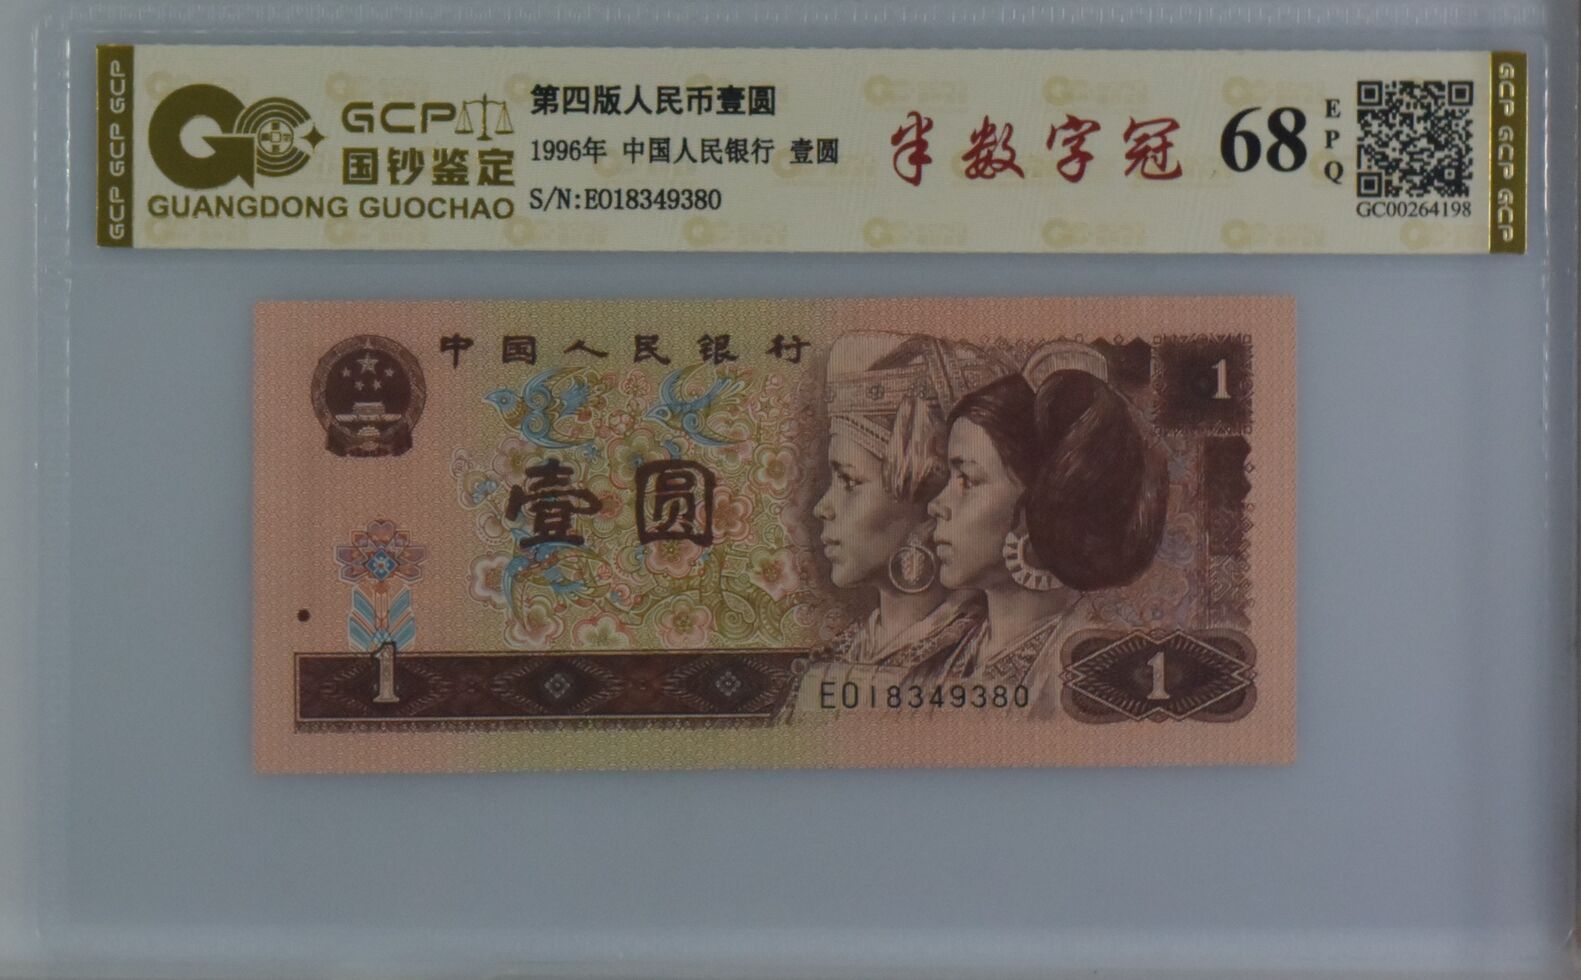 GCP GCP GCP
GCP
国钞鉴定
GUANGDONG GUOCHAO
第四版人民币壹圆
1996年 中国人民银行 壹圆
S/N:E018349380
半数字冠
68
EPQ
GC00264198
GCP GCP GCP
中国人民银行
1
壹圆
1
E018349380
1